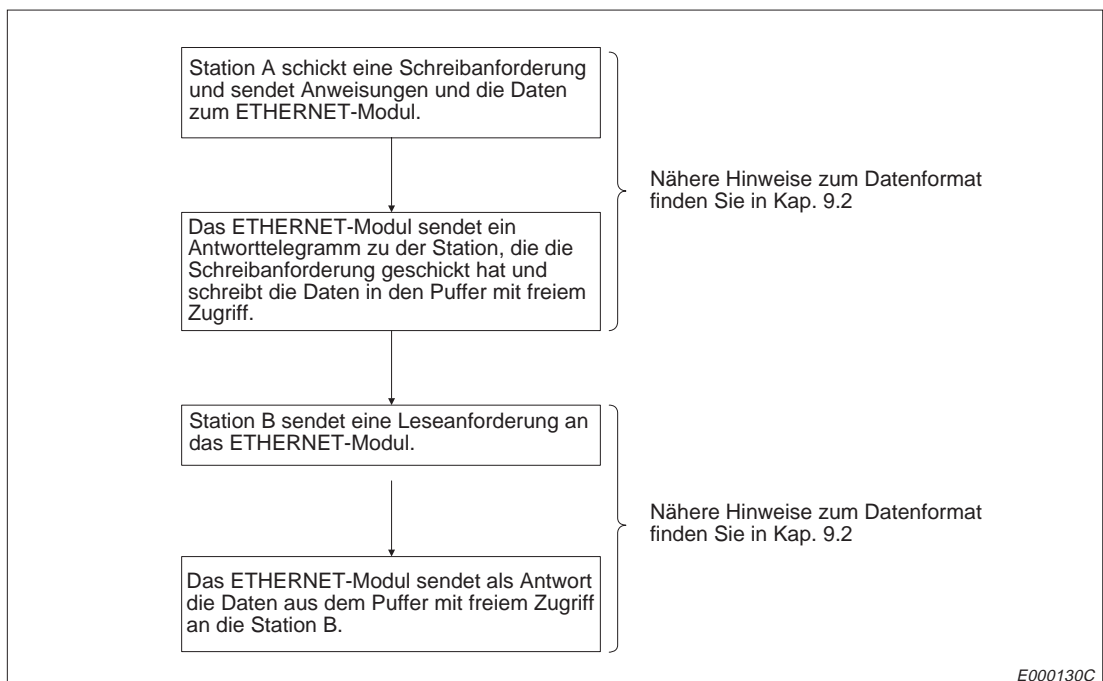 Station A schickt eine Schreibanforderung
und sendet Anweisungen und die Daten
zum ETHERNET-Modul.
Das ETHERNET-Modul sendet ein
Antworttelegramm zu der Station, die die
Schreibanforderung geschickt hat und
schreibt die Daten in den Puffer mit freiem
Zugriff.
Nähere Hinweise zum Datenformat
finden Sie in Kap. 9.2
Station B sendet eine Leseanforderung an
das ETHERNET-Modul.
Das ETHERNET-Modul sendet als Antwort
die Daten aus dem Puffer mit freiem Zugriff
an die Station B.
Nähere Hinweise zum Datenformat
finden Sie in Kap. 9.2
E000130C